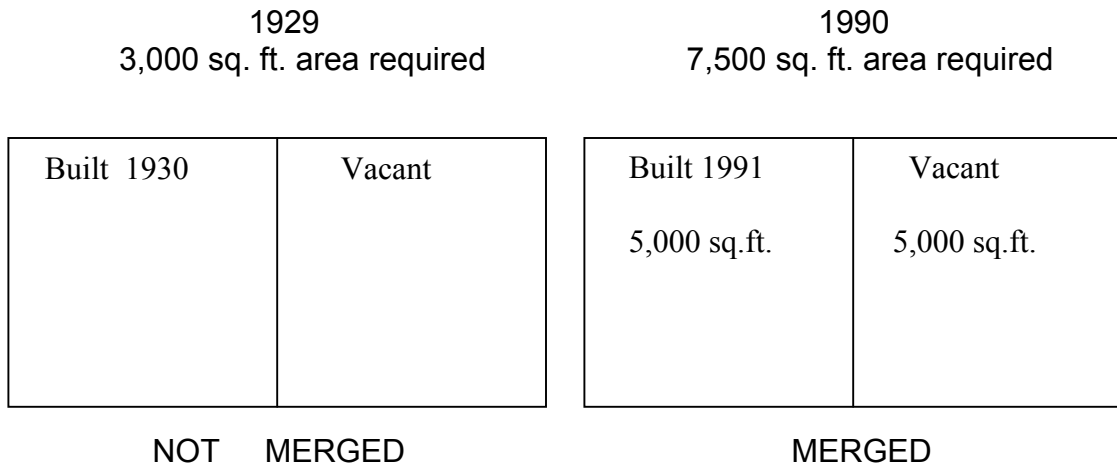 1929
3,000 sq. ft. area required
Built 1930
Vacant
NOT MERGED
1990
7,500 sq. ft. area required
Built 1991
5,000 sq.ft.
Vacant
5,000 sq.ft.
MERGED